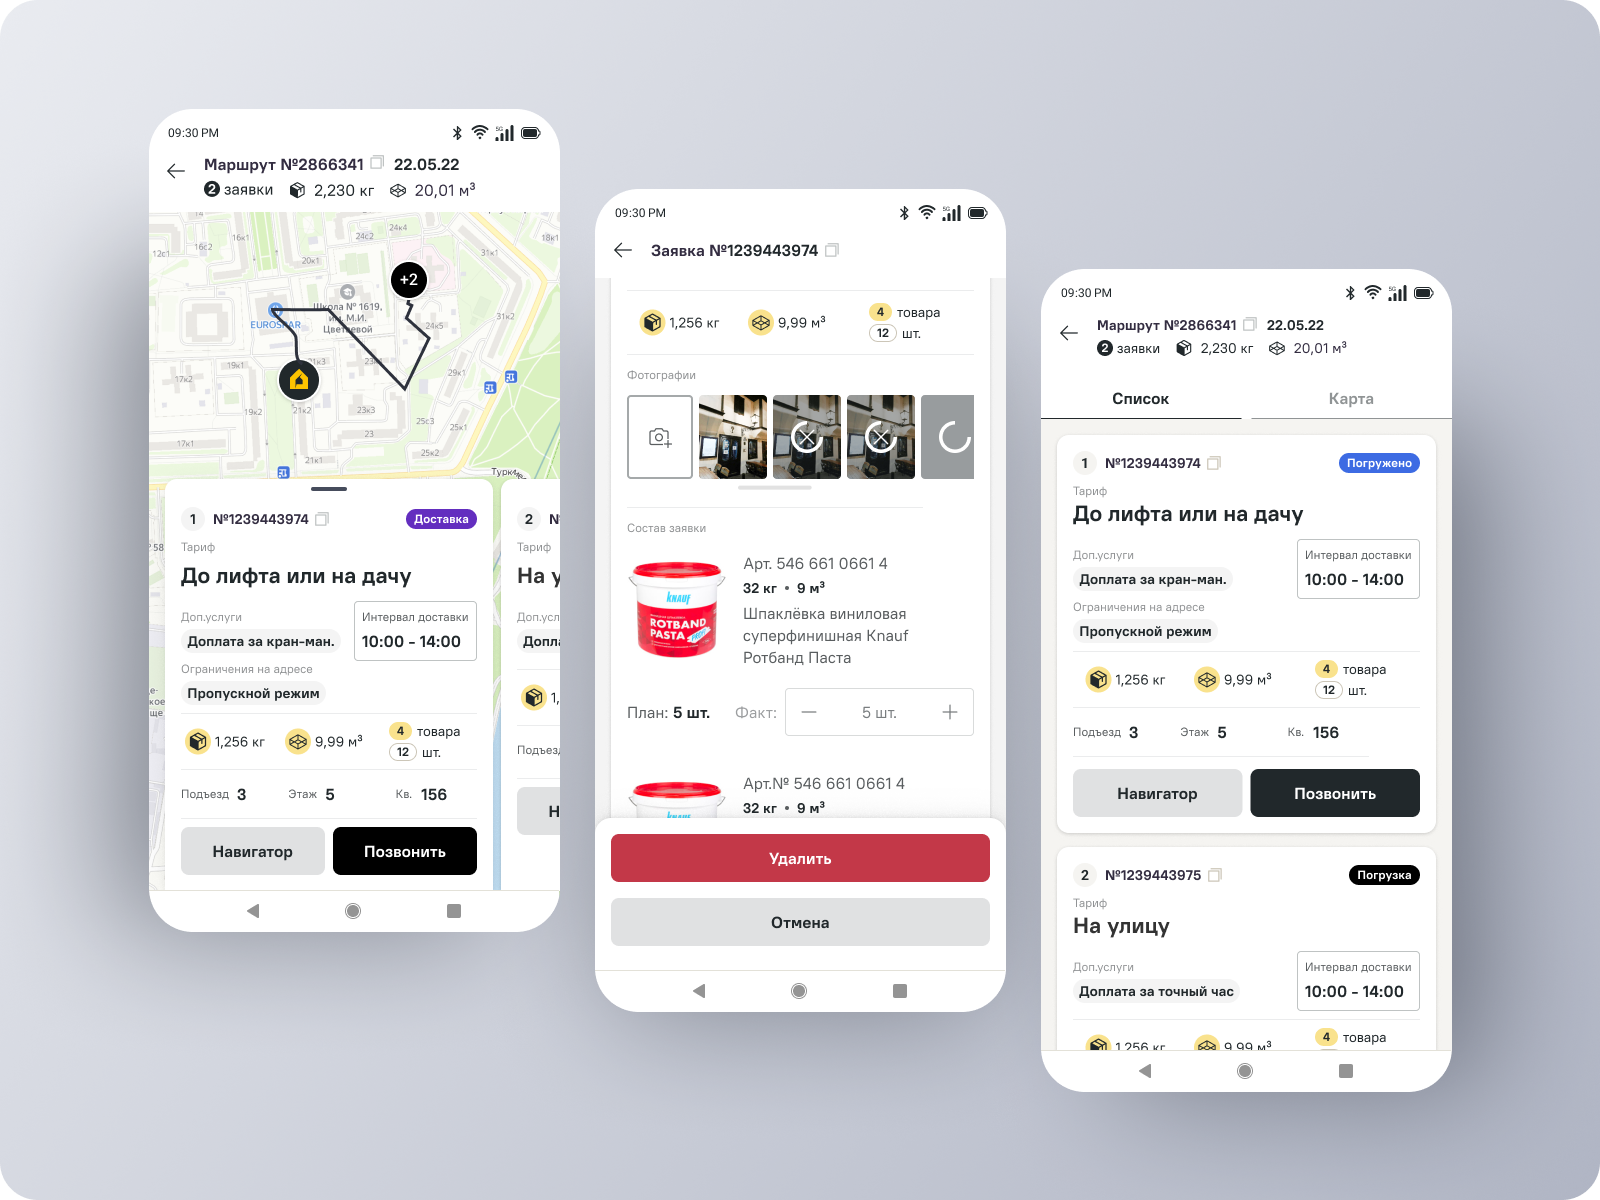 09:30 PM
5G
Маршрут №2866341 22.05.22
2 заявки 2,230 кг 20,01 м³
24к4
24с2
16к1
16с2
12с1
20к1
31к1
18к1
+2
Школа № 1619,
им. М.И.
Цветаевой
EUROSPAR
24к5
31к2
19к1
21к3
23к1
29к1
17к2
19к2
21к2
23к3
23
25к2
17к1
21к1
58
1 №1239443974 Доставка
Тариф
До лифта или на дачу
Доп.услуги
Доплата за кран-ман.
Интервал доставки
10:00 - 14:00
Ограничения на адресе
Пропускной режим
1,256 кг 9,99 м³ 4 товара
12 шт.
Подъезд 3 Этаж 5 Кв. 156
Навигатор Позвонить
2 №
Тариф
На у
Доп.усл
Допла
1,
Подъезд
Н
09:30 PM
5G
Заявка №1239443974
1,256 кг 9,99 м³ 4 товара
12 шт.
Фотографии
Состав заявки
Арт. 546 661 0661 4
32 кг • 9 м³
Шпаклёвка виниловая
суперфинишная Knauf
Ротбанд Паста
KNAUF
ROTBAND
PASTA
PROFI
План: 5 шт. Факт: 5 шт.
Арт.№ 546 661 0661 4
32 кг • 9 м³
KNAUF
Удалить
Отмена
09:30 PM
5G
Маршрут №2866341 22.05.22
2 заявки 2,230 кг 20,01 м³
Список Карта
1 №1239443974 Погружено
Тариф
До лифта или на дачу
Доп.услуги
Доплата за кран-ман.
Интервал доставки
10:00 - 14:00
Ограничения на адресе
Пропускной режим
1,256 кг 9,99 м³ 4 товара
12 шт.
Подъезд 3 Этаж 5 Кв. 156
Навигатор Позвонить
2 №1239443975 Погрузка
Тариф
На улицу
Доп.услуги
Доплата за точный час
Интервал доставки
10:00 - 14:00
1,256 кг 9,99 м³ 4 товара